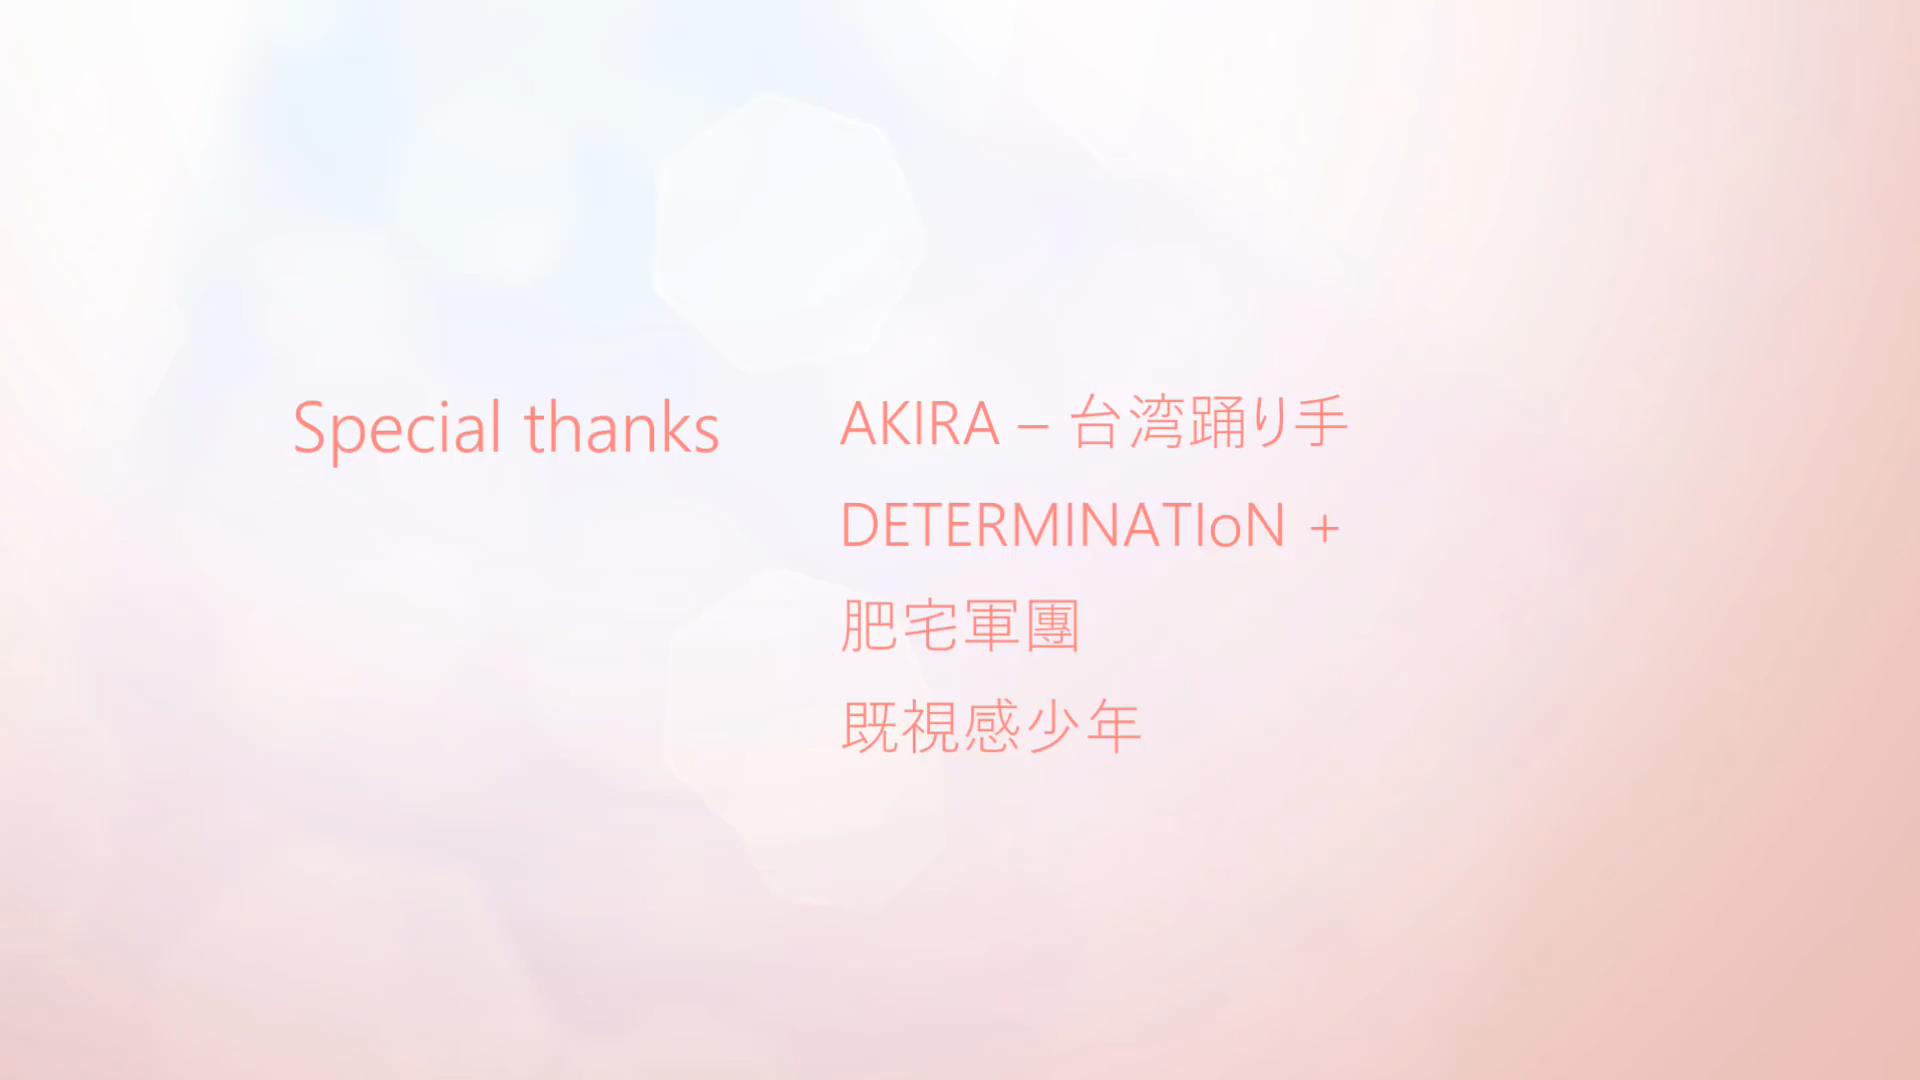 Special thanks
AKIRA – 台湾踊り手
DETERMINATIoN +
肥宅軍團
既視感少年